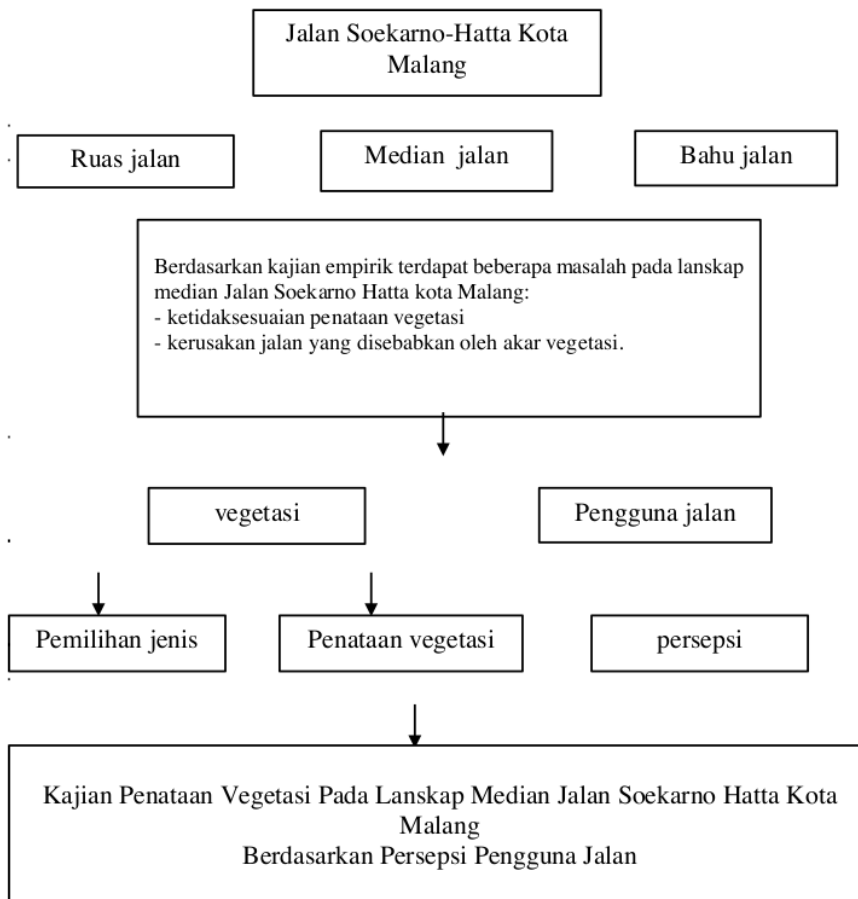 Jalan Soekarno-Hatta Kota
Malang
Ruas jalan
Median jalan
Bahu jalan
Berdasarkan kajian empirik terdapat beberapa masalah pada lanskap
median Jalan Soekarno Hatta kota Malang:
- ketidaksesuaian penataan vegetasi
- kerusakan jalan yang disebabkan oleh akar vegetasi.
vegetasi
Pengguna jalan
Pemilihan jenis
Penataan vegetasi
persepsi
Kajian Penataan Vegetasi Pada Lanskap Median Jalan Soekarno Hatta Kota
Malang
Berdasarkan Persepsi Pengguna Jalan